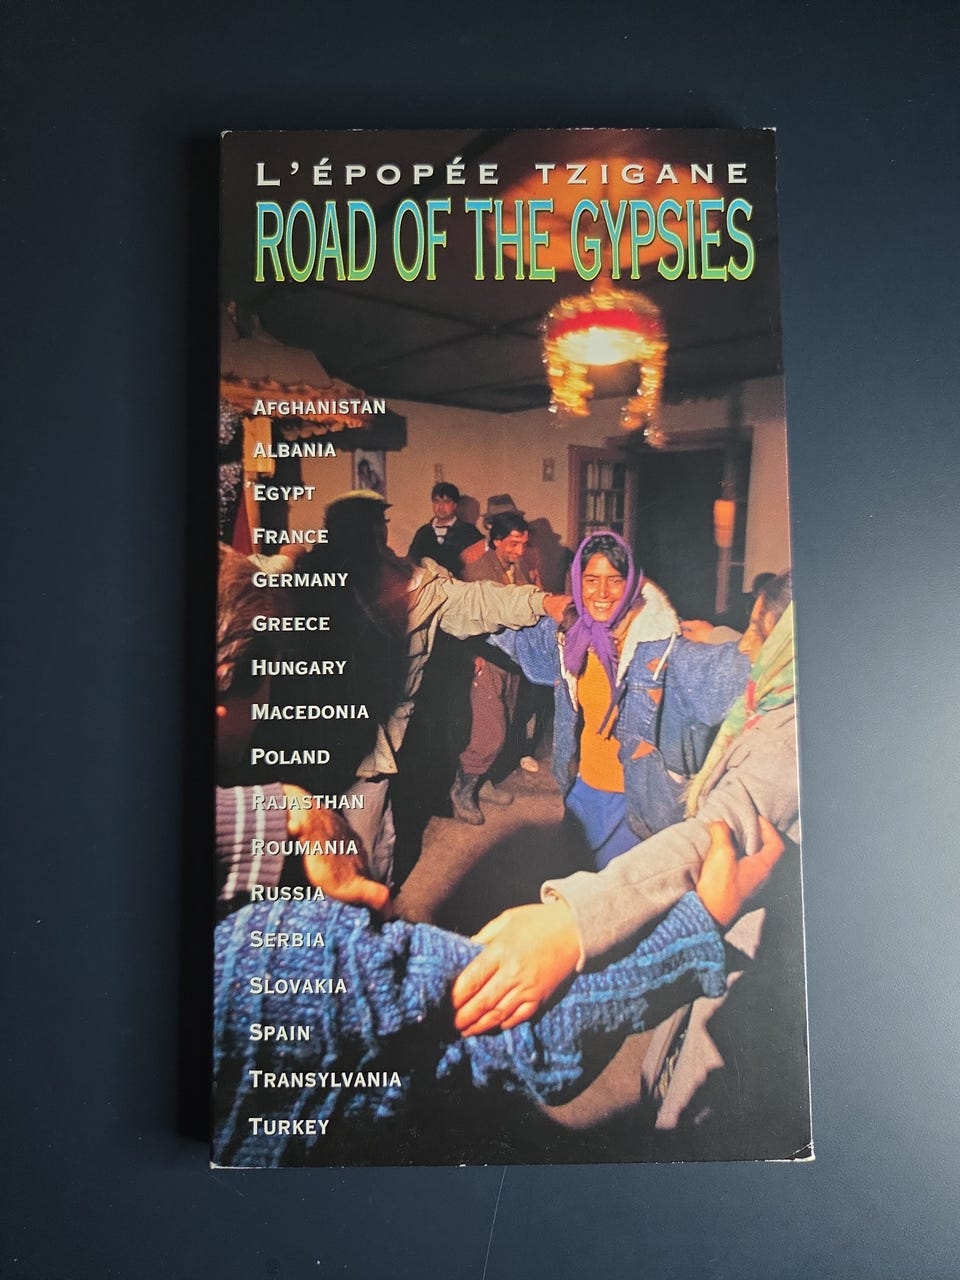 L'ÉPOPÉE TZIGANE
ROAD OF THE GYPSIES
AFGHANISTAN
ALBANIA
EGYPT
FRANCE
GERMANY
GREECE
HUNGARY
MACEDONIA
POLAND
RAJASTHAN
ROUMANIA
RUSSIA
SERBIA
SLOVAKIA
SPAIN
TRANSYLVANIA
TURKEY